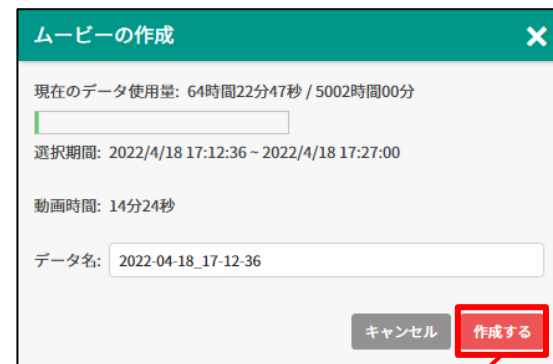 ムービーの作成
現在のデータ使用量: 64時間22分47秒 / 5002時間00分
選択期間: 2022/4/18 17:12:36 ~ 2022/4/18 17:27:00
動画時間: 14分24秒
データ名: 2022-04-18_17-12-36
キャンセル 作成する